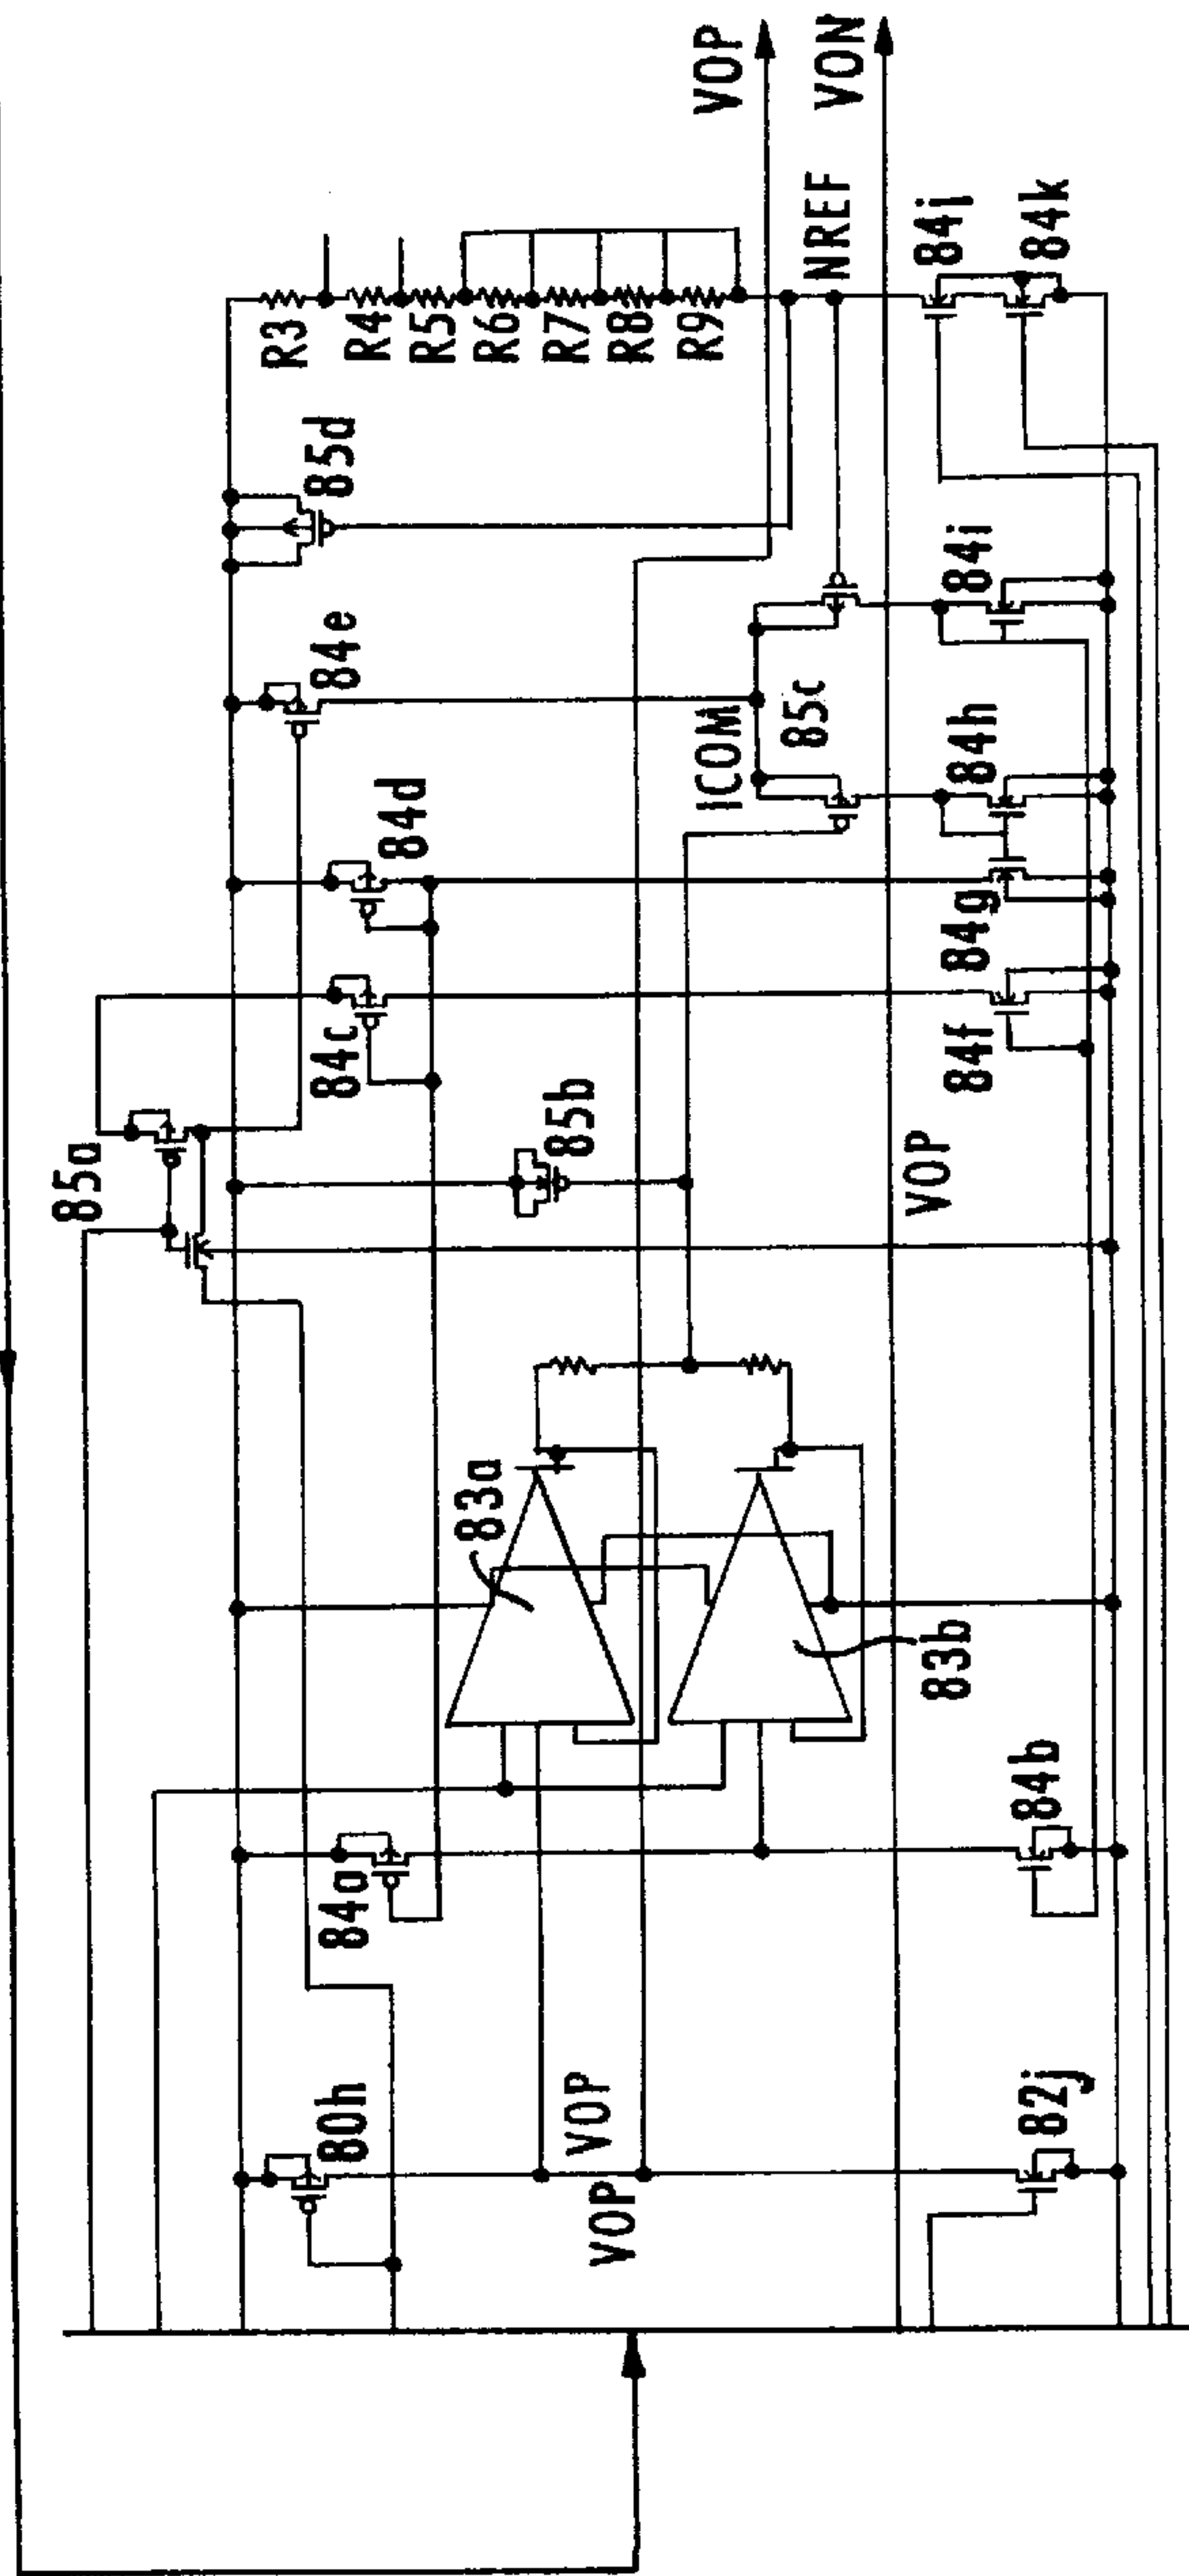 85a
80h
84a
84c
84e
85d
R3
R4
84d
R5
83a
R6
85b
R7
VOP
VOP
R8
R9
ICOM
VOP
85c
NREF
VON
VOP
83b
84f
84g
84h
84i
84j
82j
84b
84k